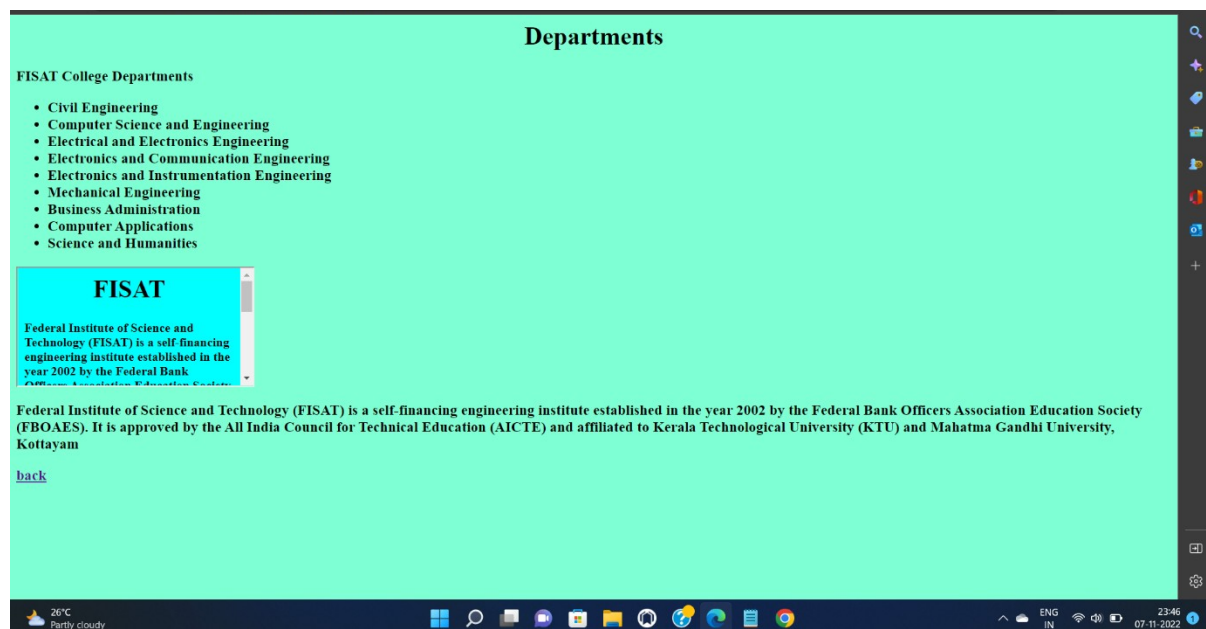 Departments
FISAT College Departments
• Civil Engineering
• Computer Science and Engineering
• Electrical and Electronics Engineering
• Electronics and Communication Engineering
• Electronics and Instrumentation Engineering
• Mechanical Engineering
• Business Administration
• Computer Applications
• Science and Humanities
FISAT
Federal Institute of Science and
Technology (FISAT) is a self-financing
engineering institute established in the
year 2002 by the Federal Bank
Officers Association Education Society
Federal Institute of Science and Technology (FISAT) is a self-financing engineering institute established in the year 2002 by the Federal Bank Officers Association Education Society
(FBOAES). It is approved by the All India Council for Technical Education (AICTE) and affiliated to Kerala Technological University (KTU) and Mahatma Gandhi University,
Kottayam
back
26°C
Partly cloudy
ENG
IN
23:46
07-11-2022
1